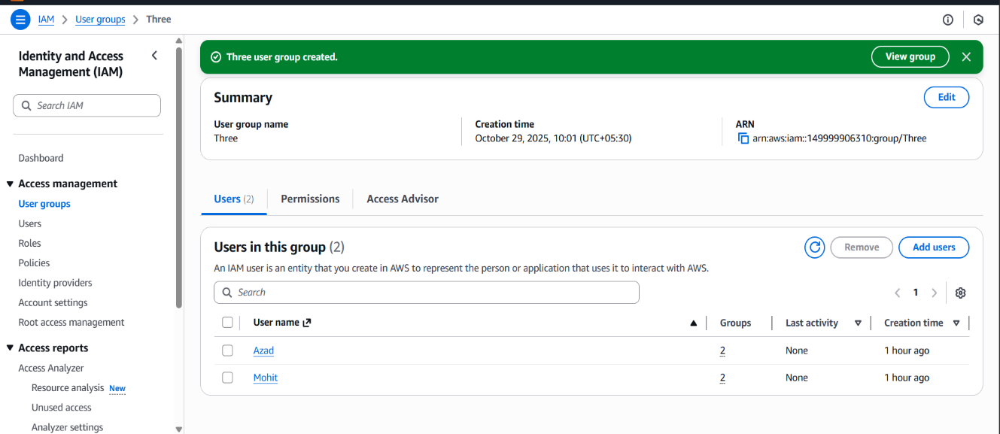 IAM > User groups > Three
Identity and Access
Management (IAM)
Search IAM
Dashboard
Access management
User groups
Users
Roles
Policies
Identity providers
Account settings
Root access management
Access reports
Access Analyzer
Resource analysis New
Unused access
Analyzer settings
Three user group created.
View group
Summary
Edit
User group name
Three
Creation time
October 29, 2025, 10:01 (UTC+05:30)
ARN
arn:aws:iam::149999906310:group/Three
Users (2)
Permissions
Access Advisor
Users in this group (2)
Remove
Add users
An IAM user is an entity that you create in AWS to represent the person or application that uses it to interact with AWS.
Search
1
User name Groups Last activity Creation time
Azad 2 None 1 hour ago
Mohit 2 None 1 hour ago